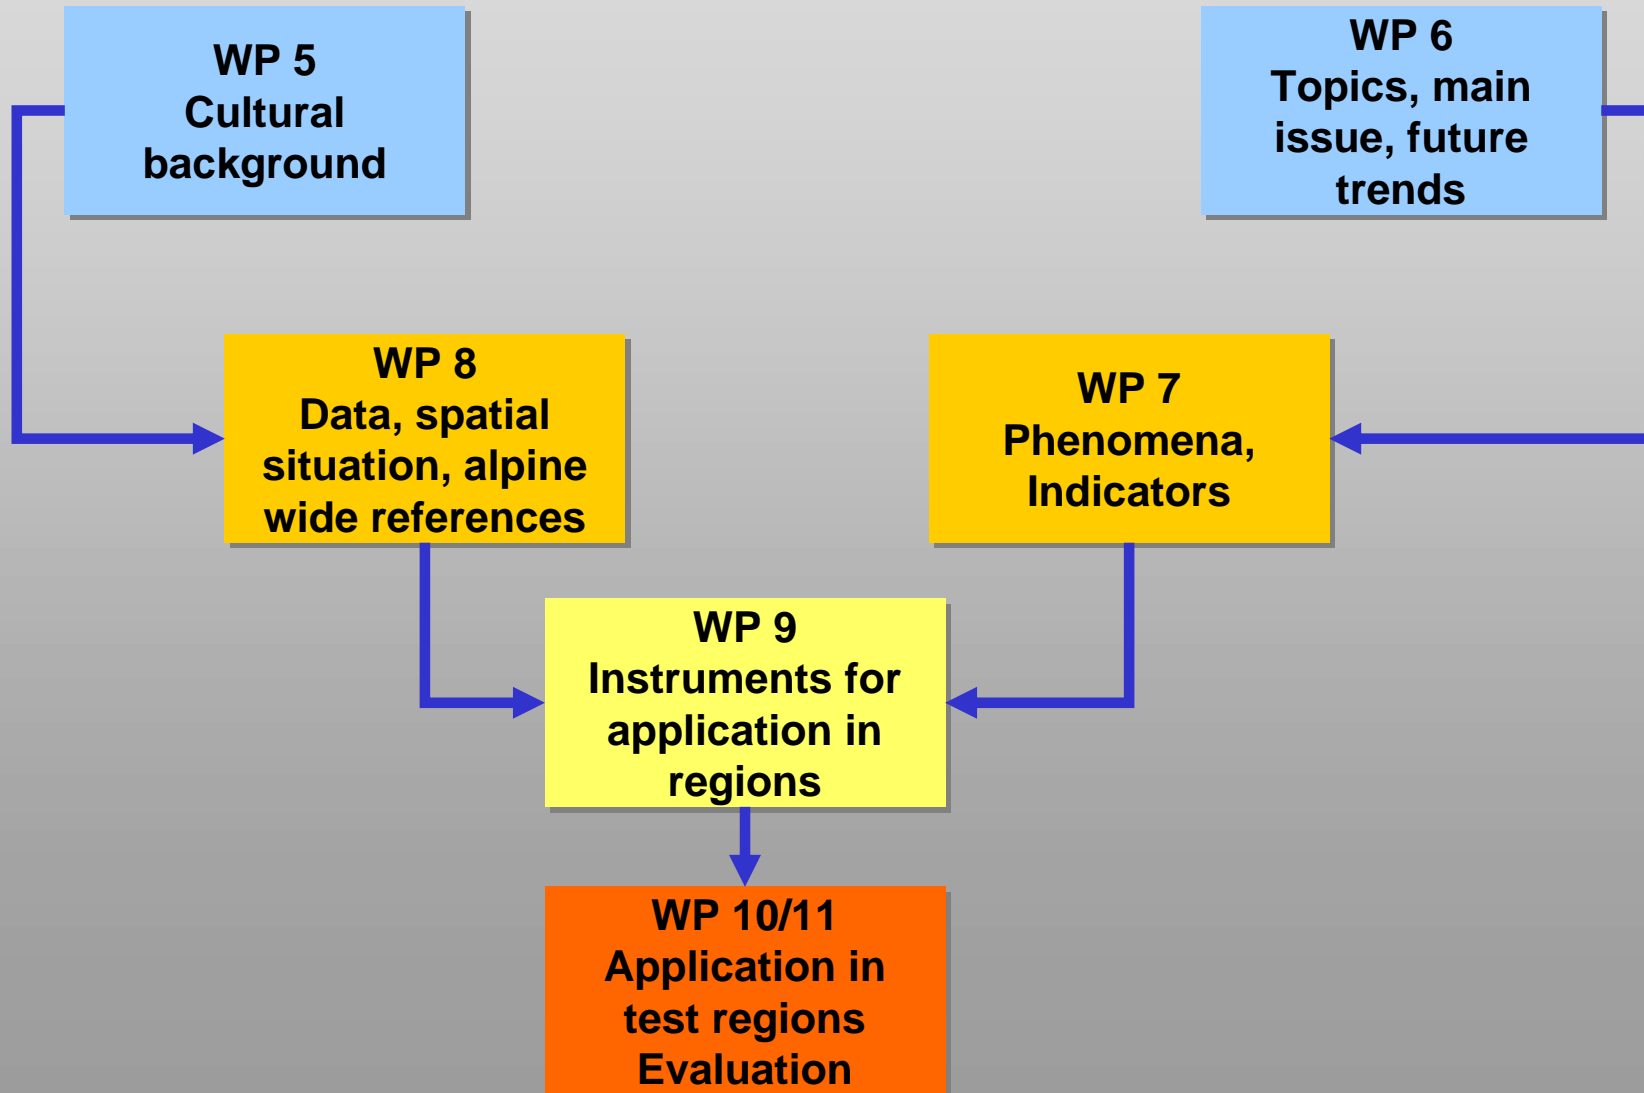 WP 5
Cultural
background
WP 6
Topics, main
issue, future
trends
WP 8
Data, spatial
situation, alpine
wide references
WP 7
Phenomena,
Indicators
WP 9
Instruments for
application in
regions
WP 10/11
Application in
test regions
Evaluation